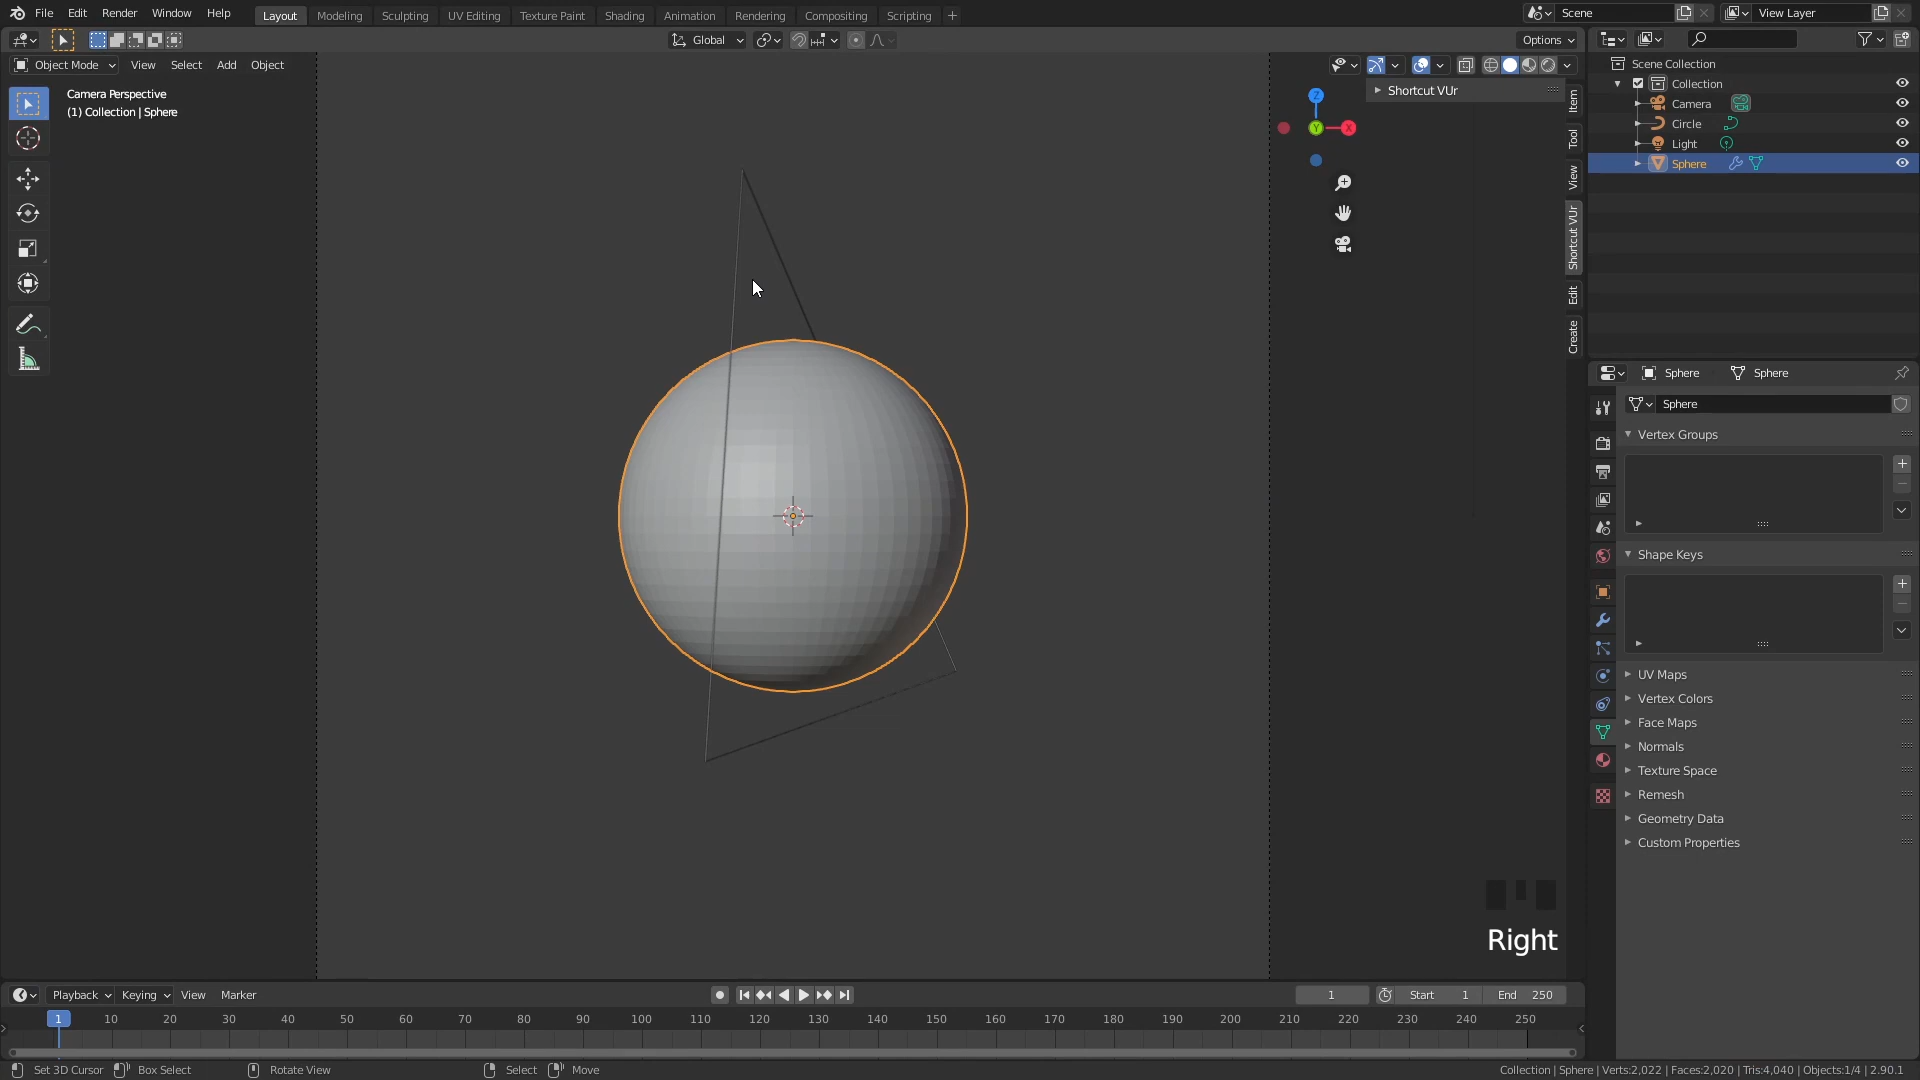 File Edit Render Window Help Layout Modeling Sculpting UV Editing Texture Paint Shading Animation Rendering Compositing Scripting Scene View Layer
Global Options
Object Mode View Select Add Object
Camera Perspective
(1) Collection | Sphere
Z
Y X
Shortcut VUr
Item
Tool
View
Shortcut VUr
Edit
Create
Scene Collection
Collection
Camera
Circle
Light
Sphere
Sphere Sphere
Sphere
Vertex Groups
Shape Keys
UV Maps
Vertex Colors
Face Maps
Normals
Texture Space
Remesh
Geometry Data
Custom Properties
Right
Playback Keying View Marker 1 Start 1 End 250
1 10 20 30 40 50 60 70 80 90 100 110 120 130 140 150 160 170 180 190 200 210 220 230 240 250
Set 3D Cursor Box Select Rotate View Select Move Collection | Sphere | Verts:2,022 | Faces:2,020 | Tris:4,040 | Objects:1/4 | 2.90.1